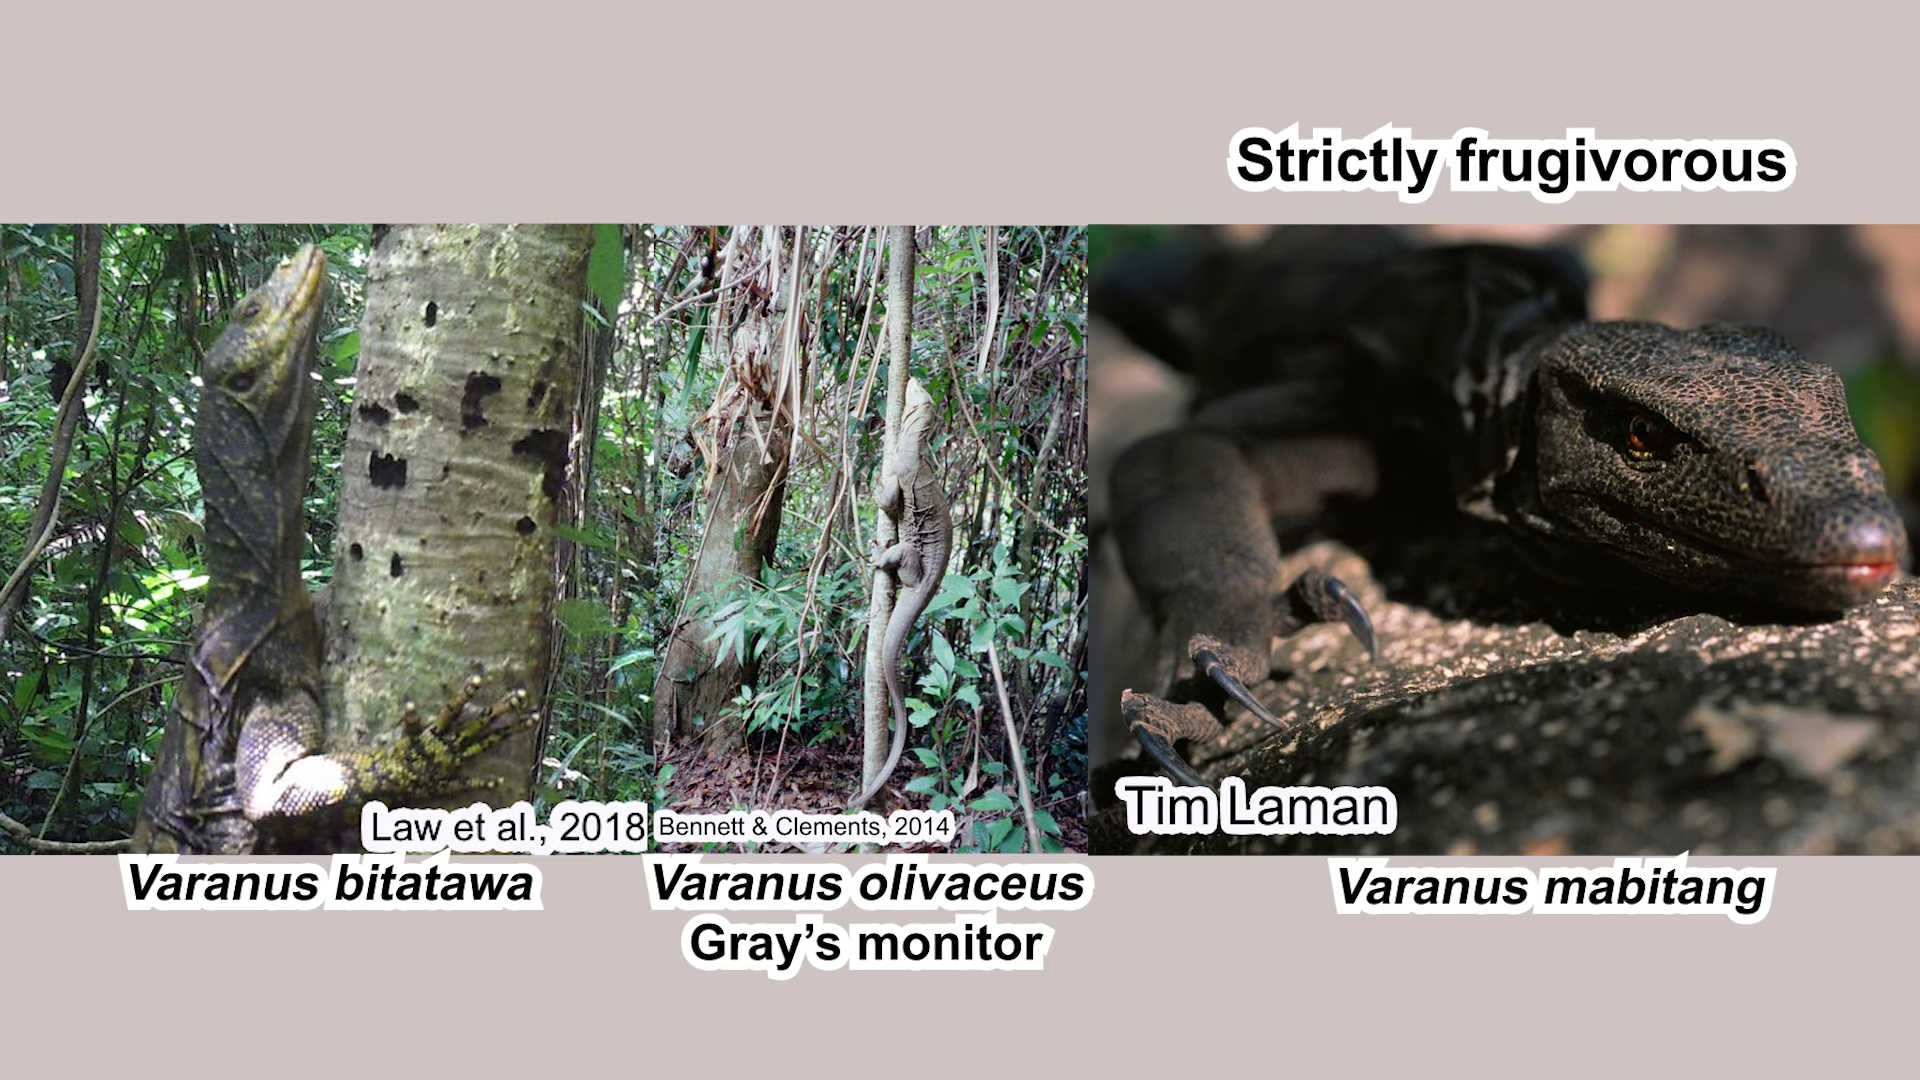 Strictly frugivorous
Law et al., 2018
Bennett & Clements, 2014
Tim Laman
Varanus bitatawa
Varanus olivaceus
Gray’s monitor
Varanus mabitang